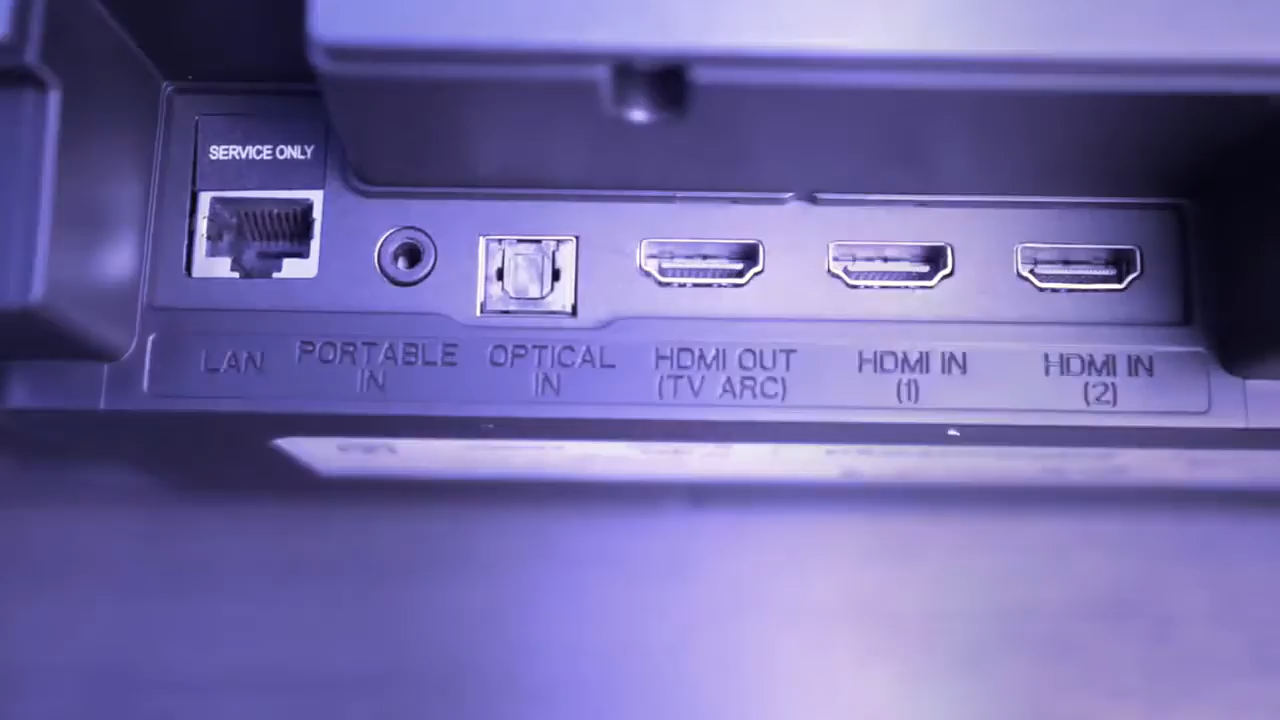 SERVICE ONLY
LAN
PORTABLE
IN
OPTICAL
IN
HDMI OUT
(TV ARC)
HDMI IN
(1)
HDMI IN
(2)